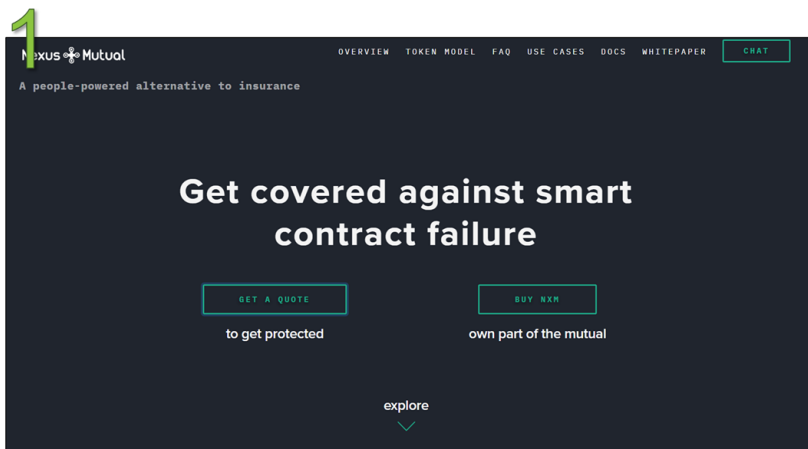 1
Nexus Mutual
OVERVIEW TOKEN MODEL FAQ USE CASES DOCS WHITEPAPER CHAT
A people-powered alternative to insurance
Get covered against smart
contract failure
GET A QUOTE BUY NXM
to get protected own part of the mutual
explore